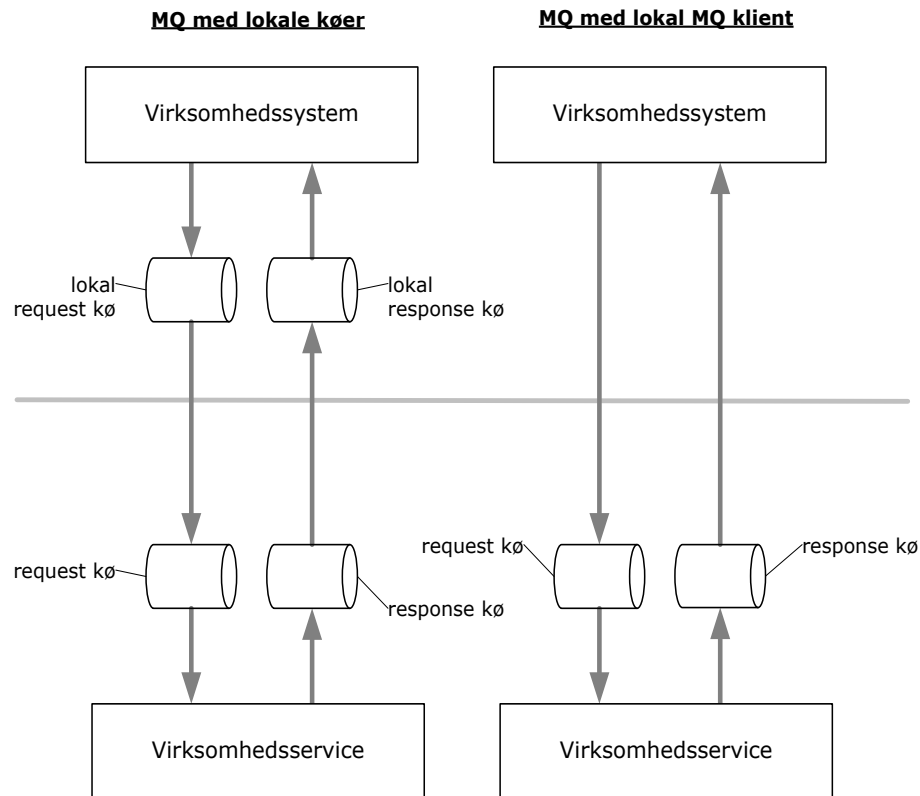 MQ med lokale køer
MQ med lokal MQ klient
Virksomhedssystem
Virksomhedssystem
lokal
request kø
lokal
response kø
request kø
response kø
request kø
response kø
Virksomhedsservice
Virksomhedsservice